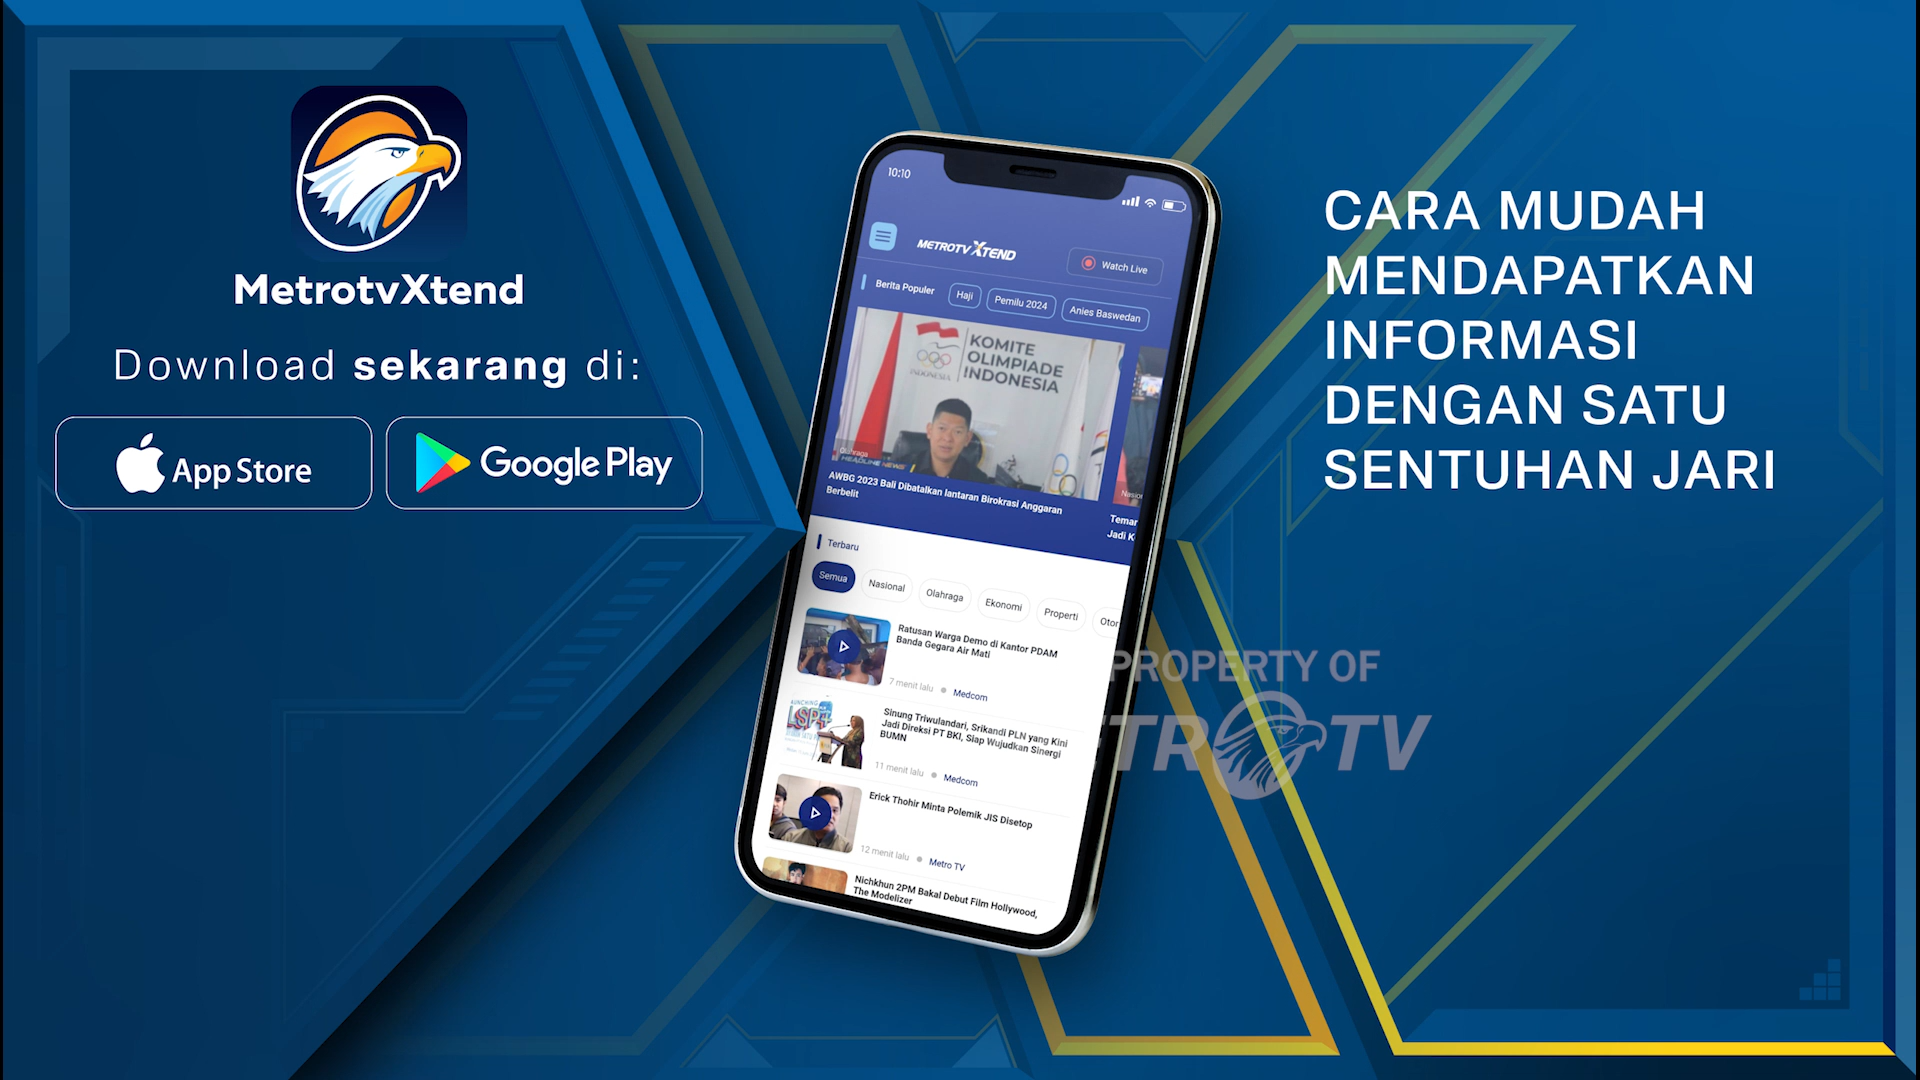 MetrotvXtend
Download sekarang di:
App Store
Google Play
10:10
METROTV XTEND
Watch Live
Berita Populer
Haji
Pemilu 2024
Anies Baswedan
KOMITE
OLIMPIADE
INDONESIA
INDONESIA
Olahraga
HEADLINE NEWS
AWBG 2023 Bali Dibatalkan lantaran Birokrasi Anggaran
Berbelit
Terbaru
Semua
Nasional
Olahraga
Ekonomi
Properti
Ratusan Warga Demo di Kantor PDAM
Banda Gegara Air Mati
7 menit lalu
Medcom
Sinung Triwulandari, Srikandi PLN yang Kini
Jadi Direksi PT BKI, Siap Wujudkan Sinergi
BUMN
11 menit lalu
Medcom
Erick Thohir Minta Polemik JIS Disetop
12 menit lalu
Metro TV
Nichkhun 2PM Bakal Debut Film Hollywood,
The Modelizer
CARA MUDAH
MENDAPATKAN
INFORMASI
DENGAN SATU
SENTUHAN JARI
PROPERTY OF
TV